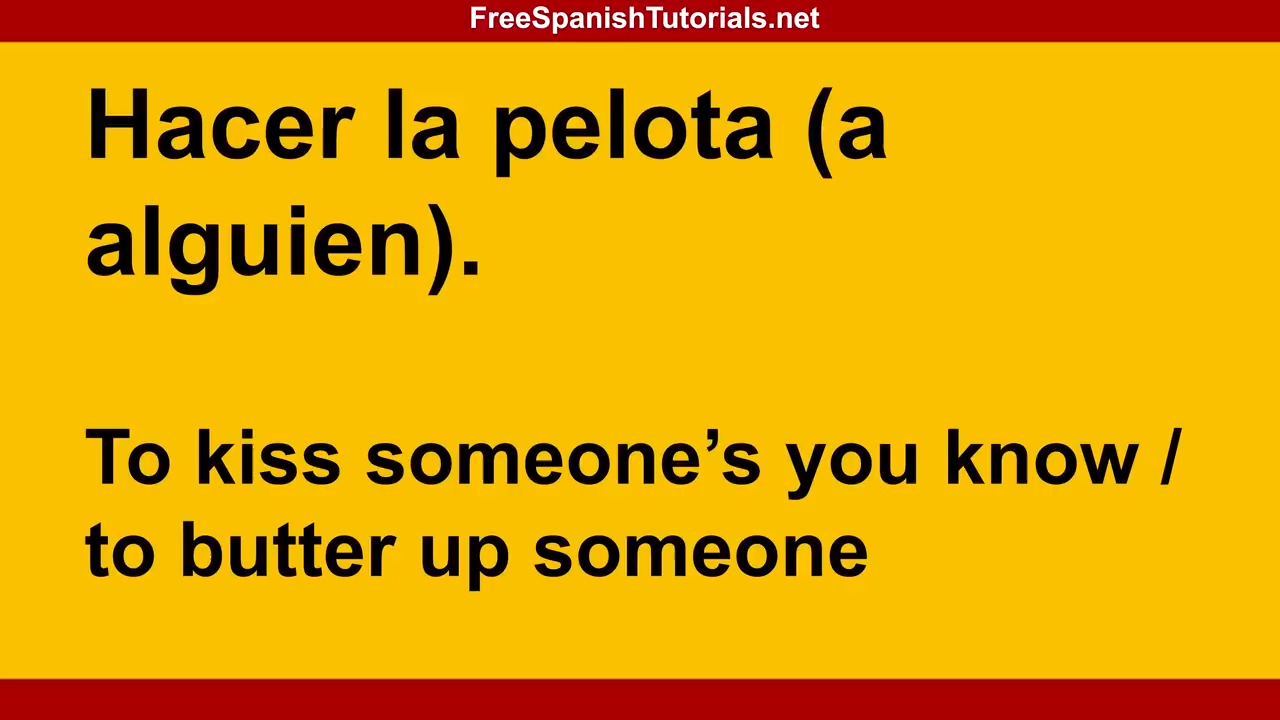 FreeSpanishTutorials.net
Hacer la pelota (a
alguien).
To kiss someone’s you know /
to butter up someone